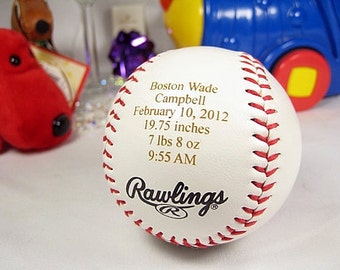 Boston Wade
Campbell
February 10, 2012
19.75 inches
7 lbs 8 oz
9:55 AM
Rawlings®
R